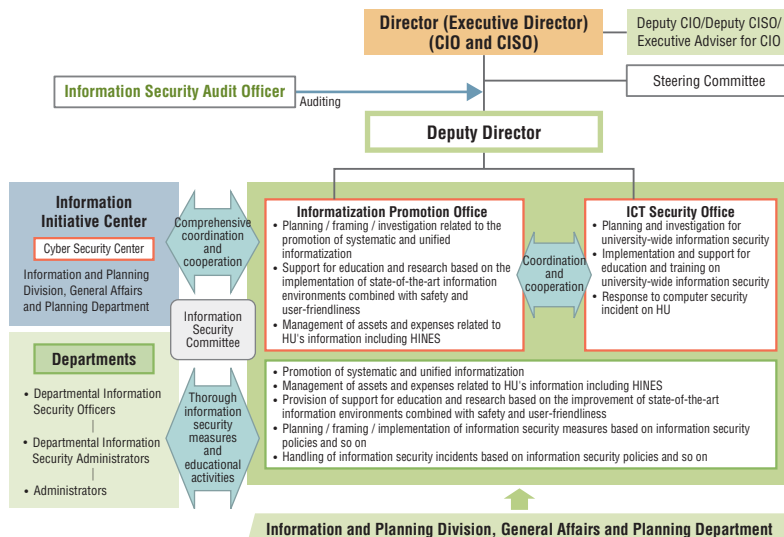 Director (Executive Director)
(CIO and CISO)
Deputy CIO/Deputy CISO/
Executive Adviser for CIO
Steering Committee
Information Security Audit Officer
Auditing
Deputy Director
Information
Initiative Center
Cyber Security Center
Information and Planning
Division, General Affairs
and Planning Department
Comprehensive
coordination
and
cooperation
Informatization Promotion Office
• Planning / framing / investigation related to the
promotion of systematic and unified
informatization
• Support for education and research based on the
implementation of state-of-the-art information
environments combined with safety and
user-friendliness
• Management of assets and expenses related to
HU's information including HINES
Coordination
and
cooperation
ICT Security Office
• Planning and investigation for
university-wide information security
• Implementation and support for
education and training on
university-wide information security
• Response to computer security
incident on HU
Information
Security
Committee
Departments
• Departmental Information
Security Officers
• Departmental Information
Security Administrators
• Administrators
Thorough
information
security
measures
and
educational
activities
• Promotion of systematic and unified informatization
• Management of assets and expenses related to HU's information including HINES
• Provision of support for education and research based on the improvement of state-of-the-art
information environments combined with safety and user-friendliness
• Planning / framing / implementation of information security measures based on information security
policies and so on
• Handling of information security incidents based on information security policies and so on
Information and Planning Division, General Affairs and Planning Department